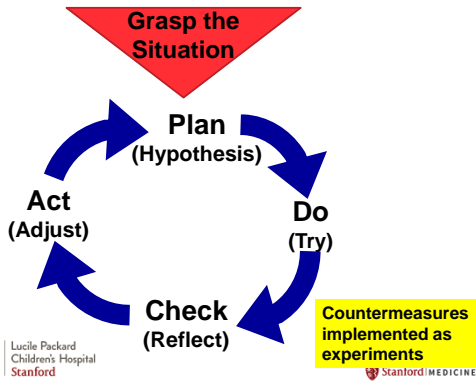 Grasp the
Situation
Plan
(Hypothesis)
Act
(Adjust)
Do
(Try)
Check
(Reflect)
Countermeasures
implemented as
experiments
Lucile Packard
Children's Hospital
Stanford
Stanford MEDICINE